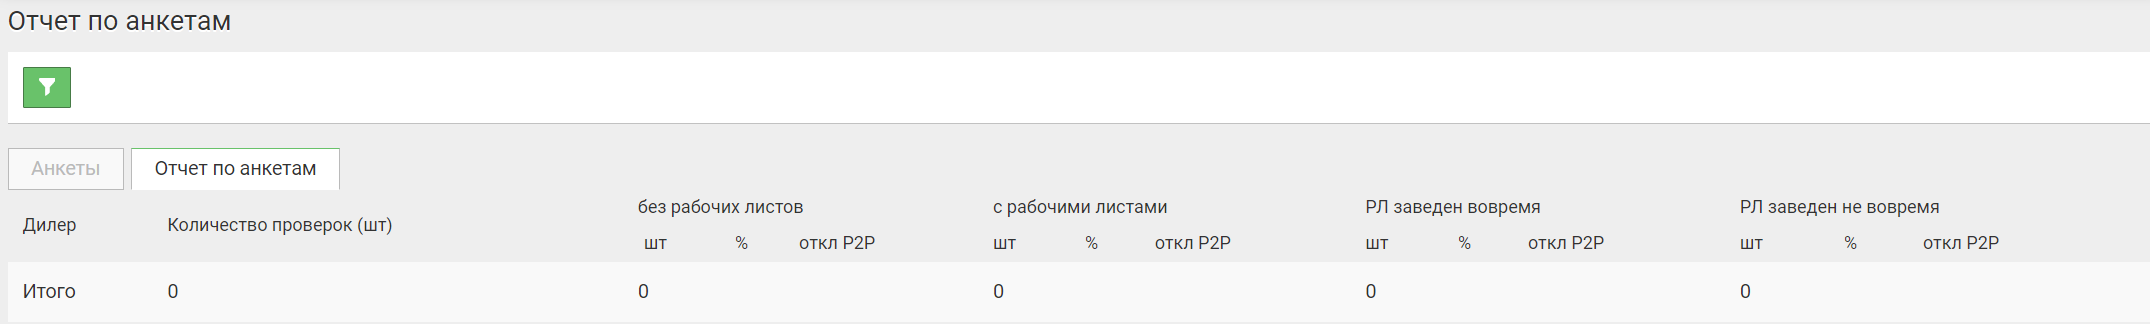 Отчет по анкетам
Анкеты Отчет по анкетам
Дилер Количество проверок (шт) без рабочих листов с рабочими листами РЛ заведен вовремя РЛ заведен не вовремя
шт % откл P2P шт % откл P2P шт % откл P2P шт % откл P2P
Итого 0 0 0 0 0